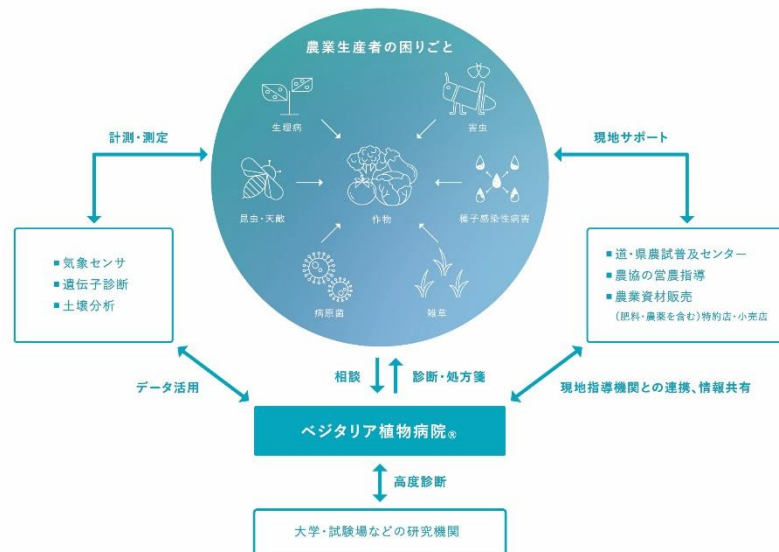 農業生産者の困りごと
生理病
害虫
計測・測定
現地サポート
昆虫・天敵
作物
種子感染性病害
病原菌
雑草
■気象センサ
■遺伝子診断
■土壌分析
■道・県農試普及センター
■農協の営農指導
■農業資材販売
(肥料・農薬を含む)特約店・小売店
データ活用
相談
診断・処方箋
現地指導機関との連携、情報共有
ベジタリア植物病院®
高度診断
大学・試験場などの研究機関